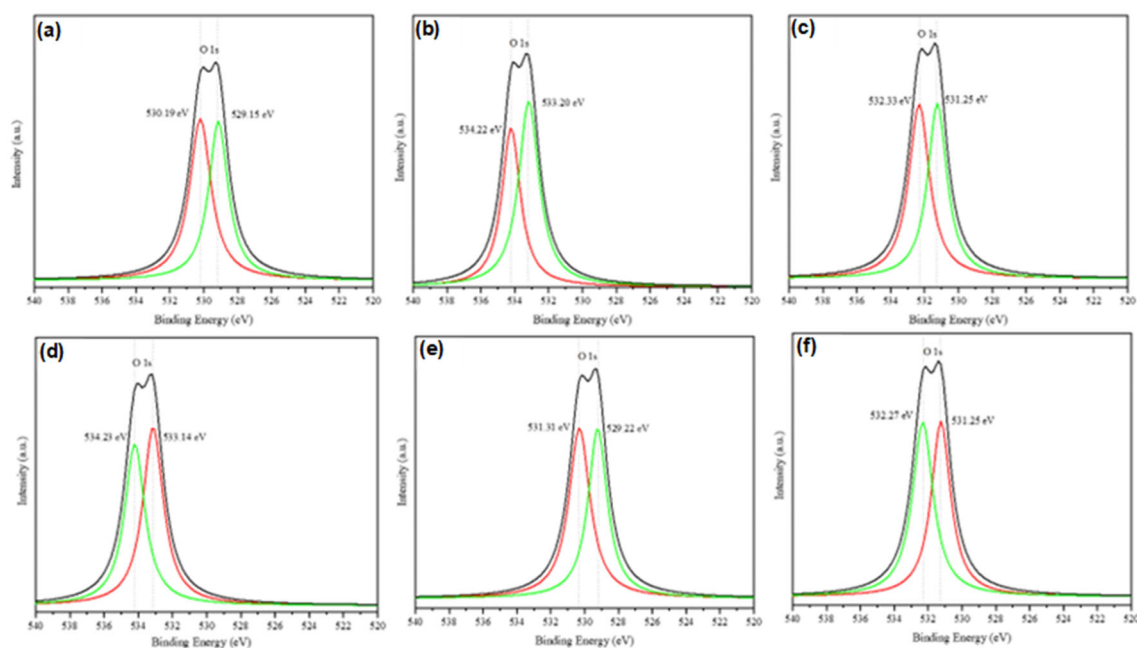 (a)
O 1s
530.19 eV 529.15 eV
Intensity (a.u.)
540 538 536 534 532 530 528 526 524 522 520
Binding Energy (eV)
(b)
O 1s
534.22 eV 533.20 eV
Intensity (a.u.)
540 538 536 534 532 530 528 526 524 522 520
Binding Energy (eV)
(c)
O 1s
532.33 eV 531.25 eV
Intensity (a.u.)
540 538 536 534 532 530 528 526 524 522 520
Binding Energy (eV)
(d)
O 1s
534.23 eV 533.14 eV
Intensity (a.u.)
540 538 536 534 532 530 528 526 524 522 520
Binding Energy (eV)
(e)
O 1s
531.31 eV 529.22 eV
Intensity (a.u.)
540 538 536 534 532 530 528 526 524 522 520
Binding Energy (eV)
(f)
O 1s
532.27 eV 531.25 eV
Intensity (a.u.)
540 538 536 534 532 530 528 526 524 522 520
Binding Energy (eV)